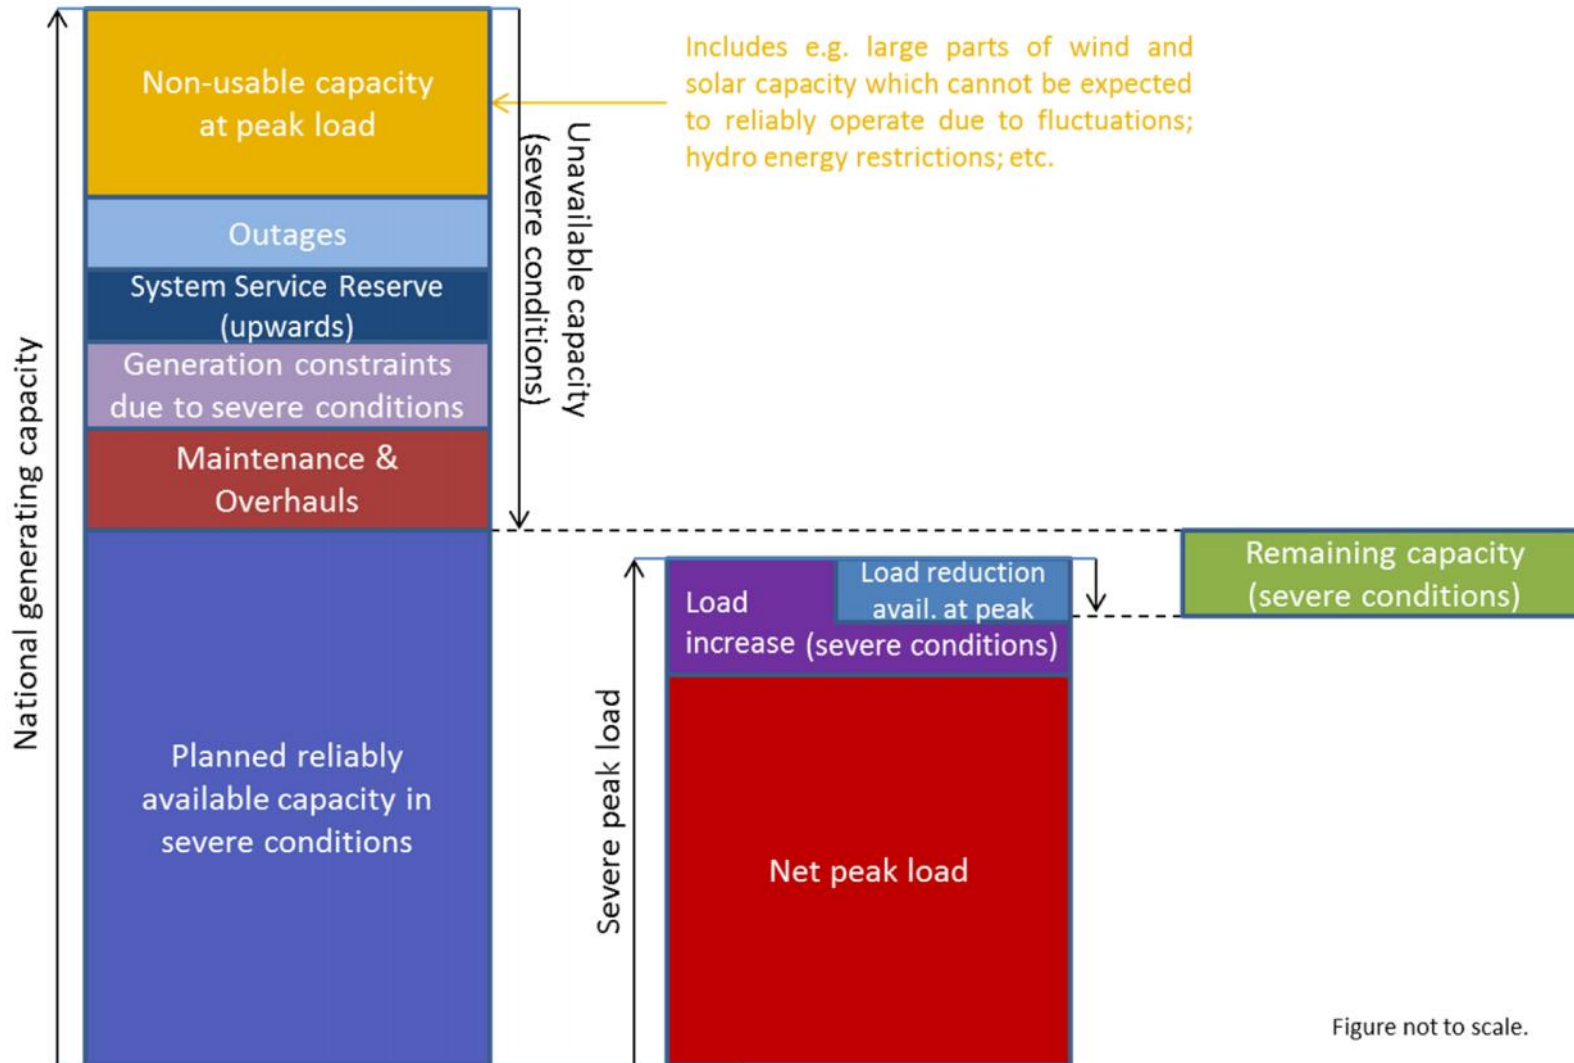 National generating capacity
Non-usable capacity
at peak load
Outages
System Service Reserve
(upwards)
Generation constraints
due to severe conditions
Maintenance &
Overhauls
Planned reliably
available capacity in
severe conditions
Unavailable capacity
(severe conditions)
Includes e.g. large parts of wind and
solar capacity which cannot be expected
to reliably operate due to fluctuations;
hydro energy restrictions; etc.
Severe peak load
Load reduction
avail. at peak
Load
increase (severe conditions)
Net peak load
Remaining capacity
(severe conditions)
Figure not to scale.